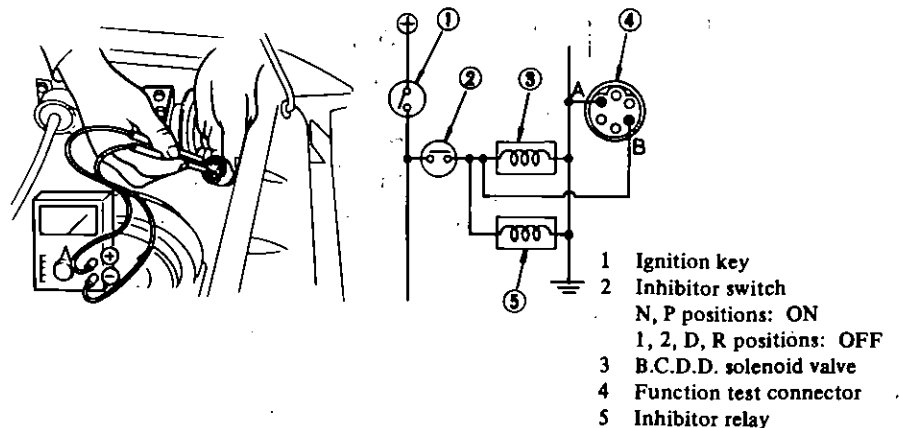 A
+
−
+
1
2
3
4
A
B
5
1 Ignition key
2 Inhibitor switch
N, P positions: ON
1, 2, D, R positions: OFF
3 B.C.D.D. solenoid valve
4 Function test connector
5 Inhibitor relay